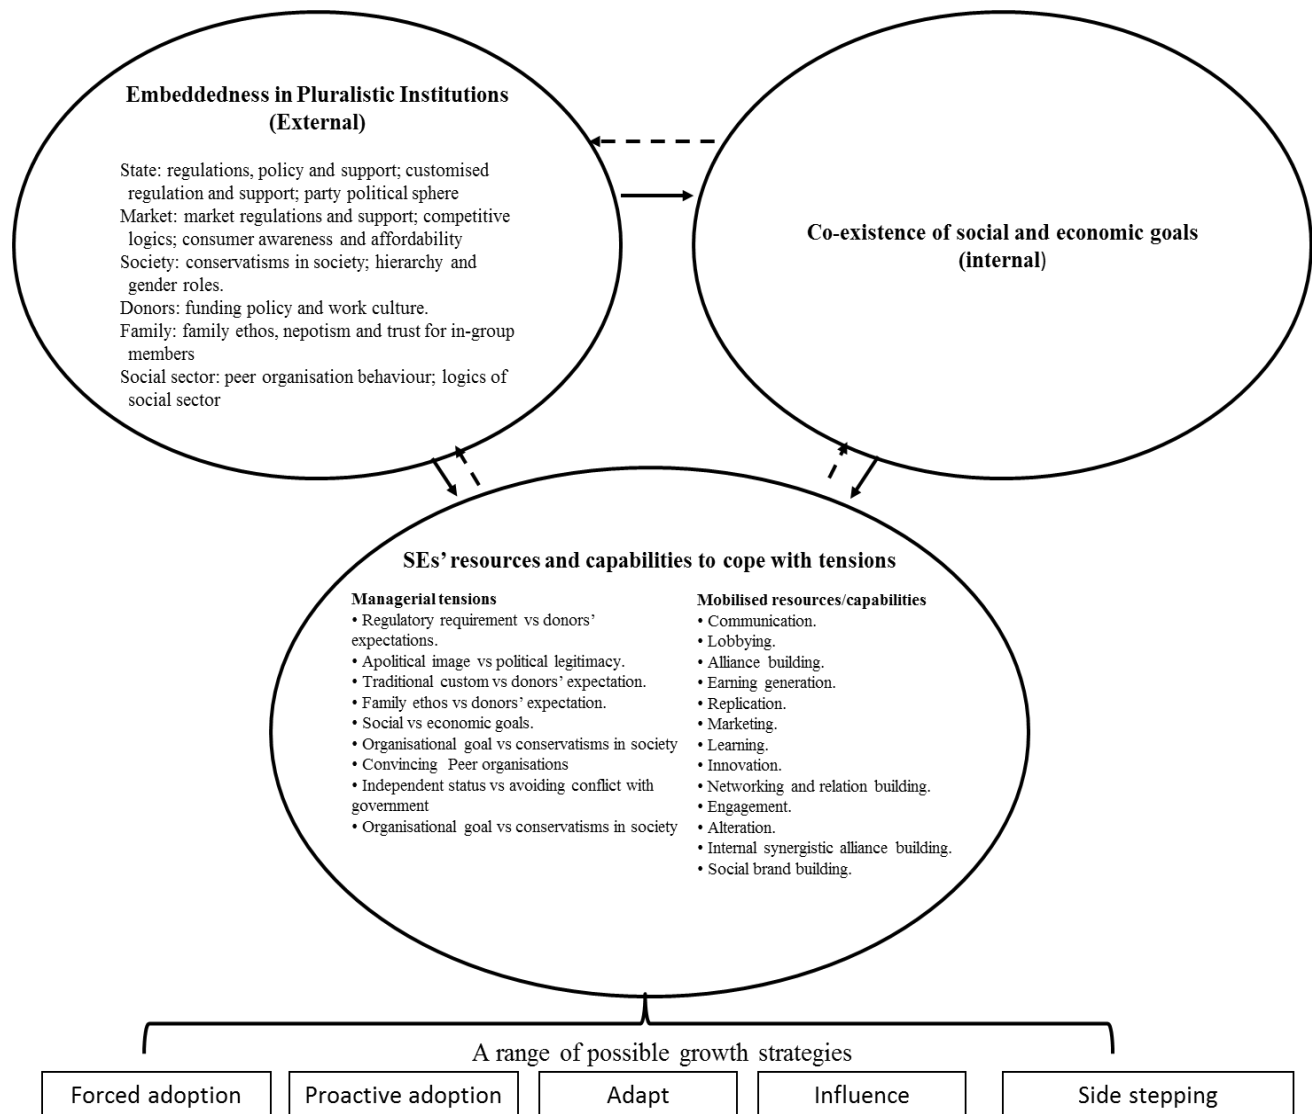 Embeddedness in Pluralistic Institutions
(External)
State: regulations, policy and support; customised
regulation and support; party political sphere
Market: market regulations and support; competitive
logics; consumer awareness and affordability
Society: conservatisms in society; hierarchy and
gender roles.
Donors: funding policy and work culture.
Family: family ethos, nepotism and trust for in-group
members
Social sector: peer organisation behaviour; logics of
social sector
Co-existence of social and economic goals
(internal)
SEs' resources and capabilities to cope with tensions
Managerial tensions
• Regulatory requirement vs donors'
expectations.
• Apolitical image vs political legitimacy.
• Traditional custom vs donors' expectation.
• Family ethos vs donors' expectation.
• Social vs economic goals.
• Organisational goal vs conservatisms in society
• Convincing Peer organisations
• Independent status vs avoiding conflict with
government
• Organisational goal vs conservatisms in society
Mobilised resources/capabilities
• Communication.
• Lobbying.
• Alliance building.
• Earning generation.
• Replication.
• Marketing.
• Learning.
• Innovation.
• Networking and relation building.
• Engagement.
• Alteration.
• Internal synergistic alliance building.
• Social brand building.
A range of possible growth strategies
Forced adoption
Proactive adoption
Adapt
Influence
Side stepping